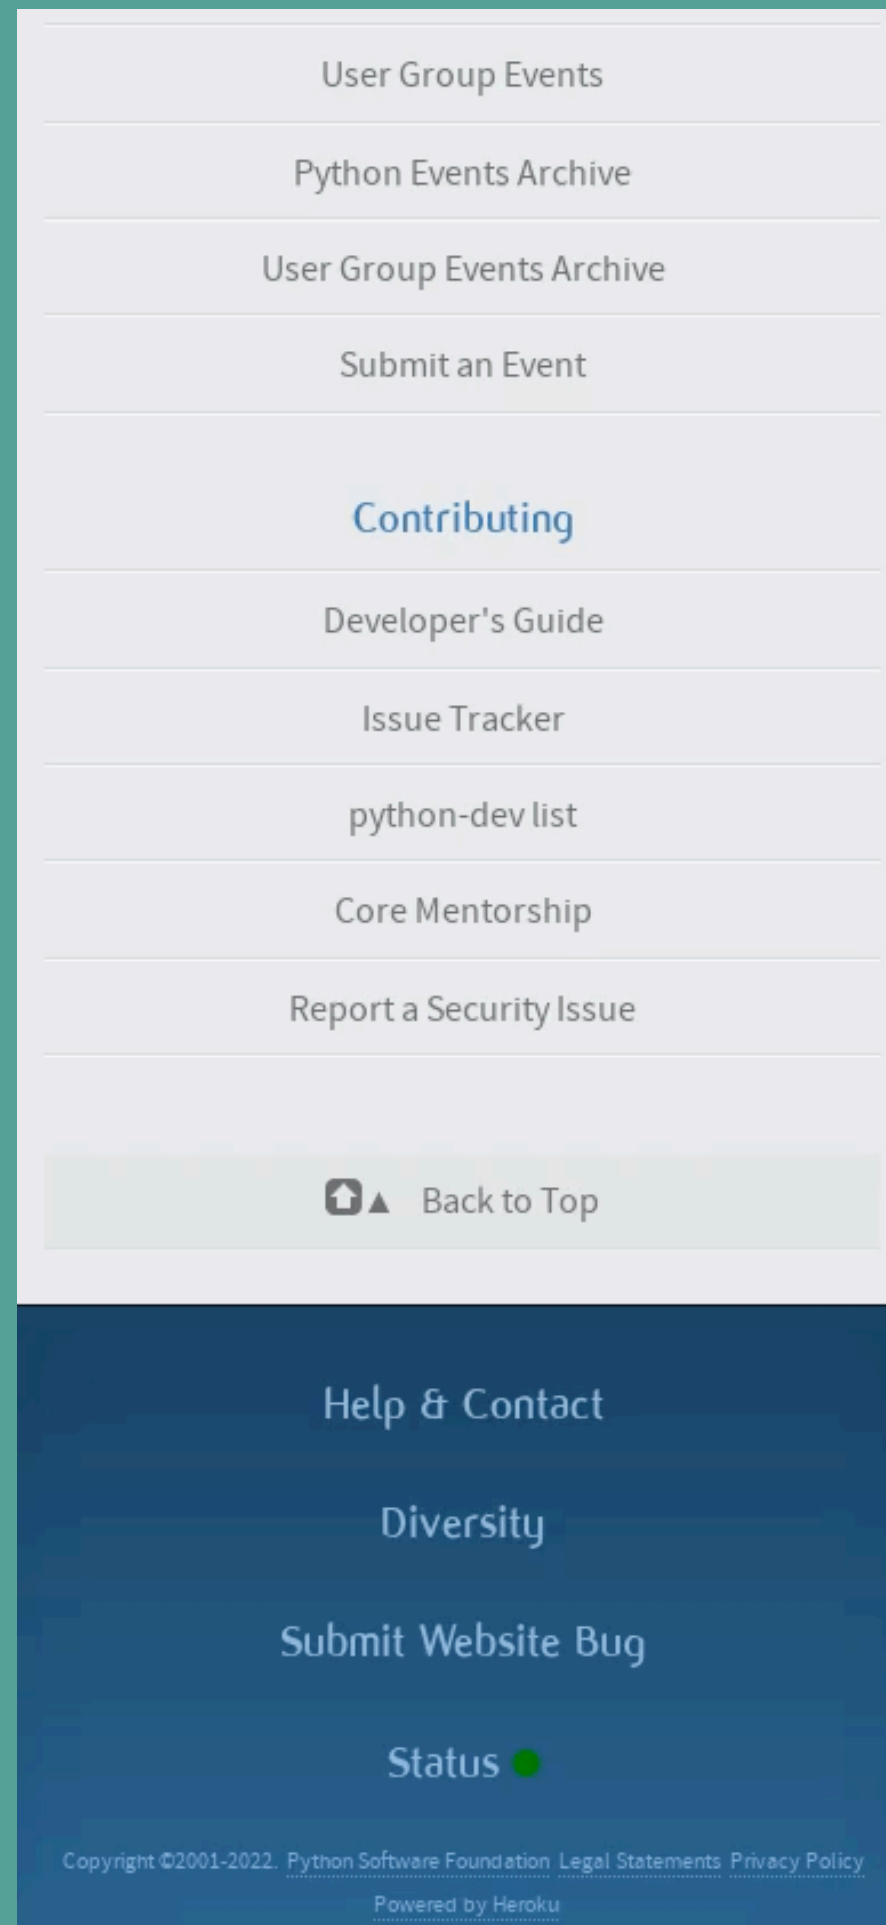 User Group Events
Python Events Archive
User Group Events Archive
Submit an Event
Contributing
Developer's Guide
Issue Tracker
python-dev list
Core Mentorship
Report a Security Issue
▲ Back to Top
Help & Contact
Diversity
Submit Website Bug
Status
Copyright ©2001-2022. Python Software Foundation Legal Statements Privacy Policy
Powered by Heroku